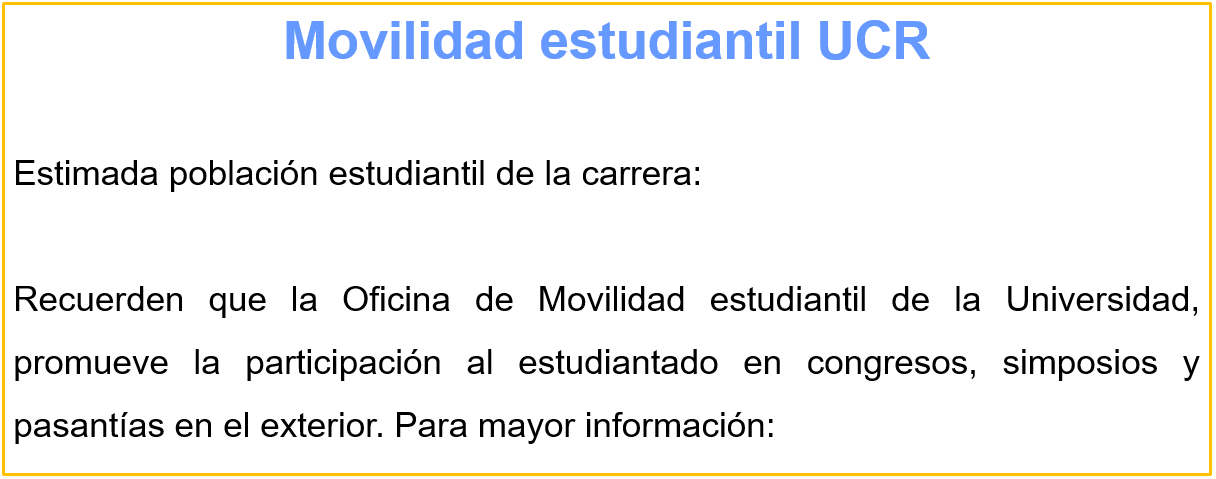 Movilidad estudiantil UCR
Estimada población estudiantil de la carrera:
Recuerden que la Oficina de Movilidad estudiantil de la Universidad,
promueve la participación al estudiantado en congresos, simposios y
pasantías en el exterior. Para mayor información: